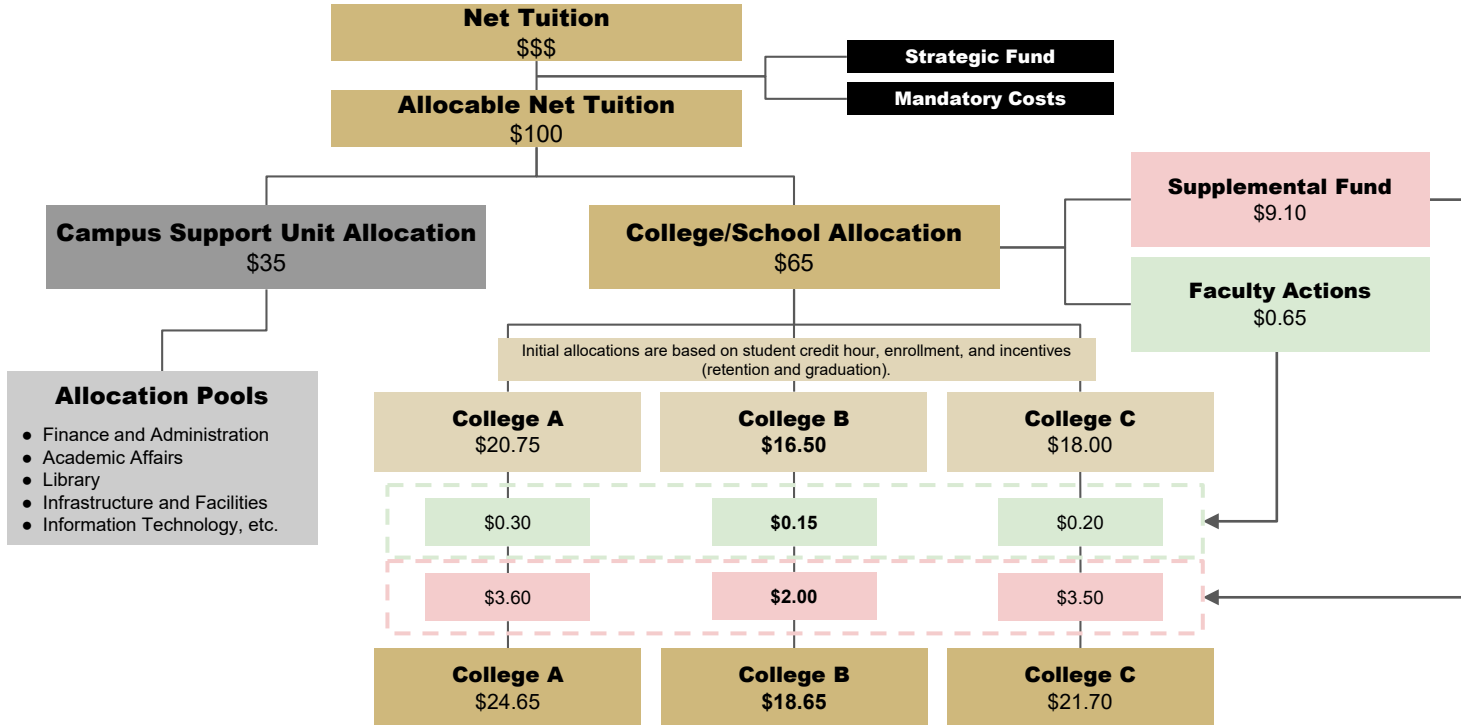 Net Tuition
$$$
Strategic Fund
Mandatory Costs
Allocable Net Tuition
$100
Supplemental Fund
$9.10
Campus Support Unit Allocation
$35
College/School Allocation
$65
Faculty Actions
$0.65
Initial allocations are based on student credit hour, enrollment, and incentives
(retention and graduation).
Allocation Pools
● Finance and Administration
● Academic Affairs
● Library
● Infrastructure and Facilities
● Information Technology, etc.
College A
$20.75
College B
$16.50
College C
$18.00
$0.30
$0.15
$0.20
$3.60
$2.00
$3.50
College A
$24.65
College B
$18.65
College C
$21.70